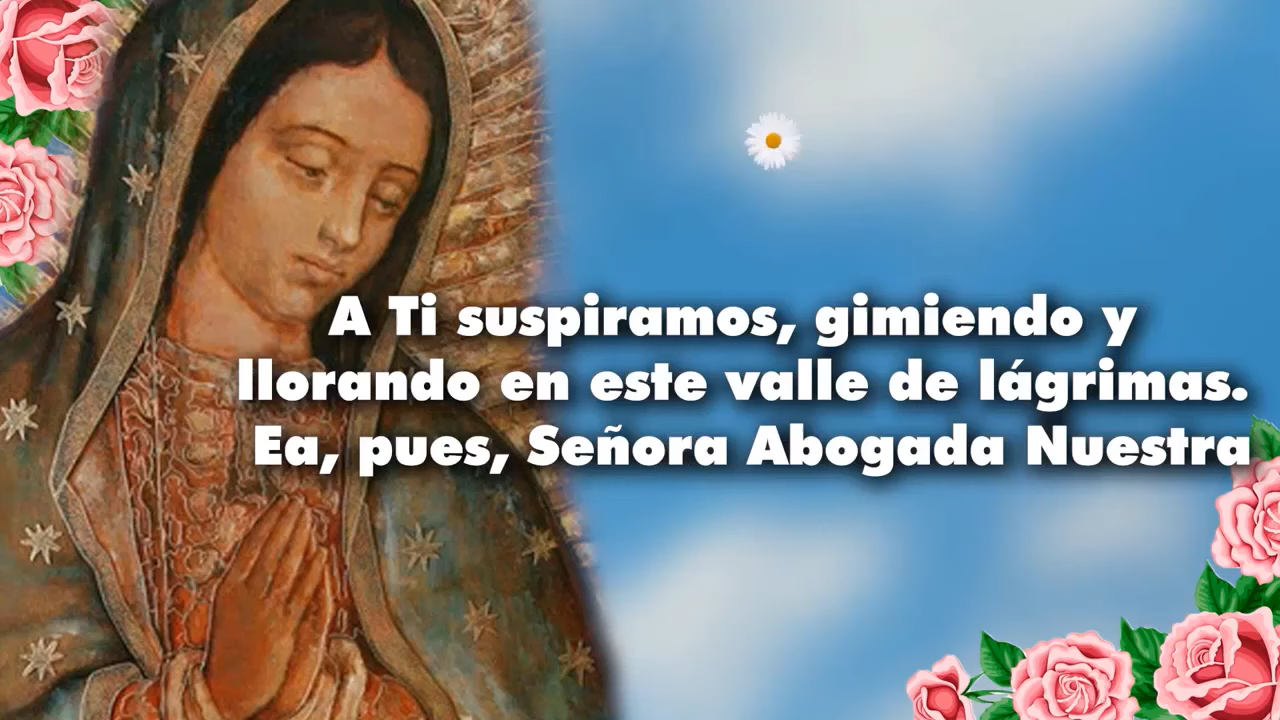 A Ti suspiramos, gimiendo y
llorando en este valle de lágrimas.
Ea, pues, Señora Abogada Nuestra